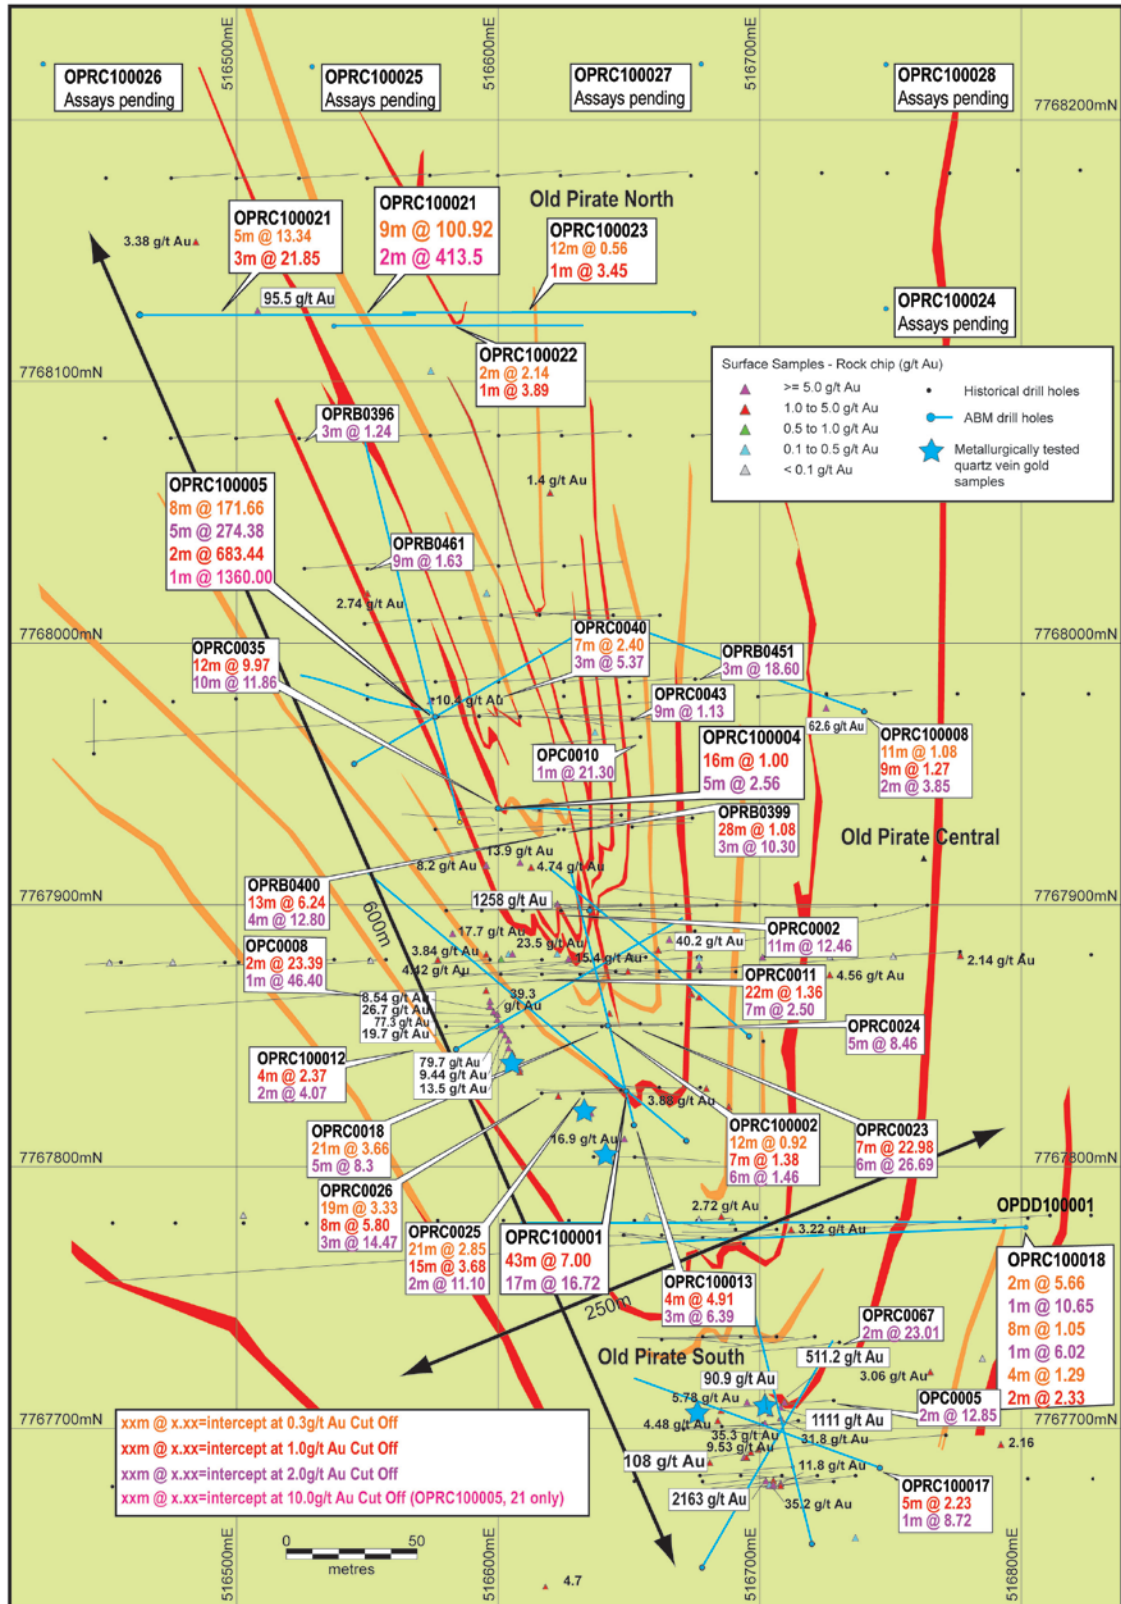 516500mE
516600mE
516700mE
OPRC100026
Assays pending
OPRC100025
Assays pending
OPRC100027
Assays pending
OPRC100028
Assays pending
7768200mN
Old Pirate North
OPRC100021
5m @ 13.34
3m @ 21.85
OPRC100021
9m @ 100.92
2m @ 413.5
OPRC100023
12m @ 0.56
1m @ 3.45
3.38 g/t Au
95.5 g/t Au
OPRC100024
Assays pending
OPRC100022
2m @ 2.14
1m @ 3.89
7768100mN
Surface Samples - Rock chip (g/t Au)
>= 5.0 g/t Au
1.0 to 5.0 g/t Au
0.5 to 1.0 g/t Au
0.1 to 0.5 g/t Au
< 0.1 g/t Au
Historical drill holes
ABM drill holes
Metallurgically tested
quartz vein gold
samples
OPRB0396
3m @ 1.24
1.4 g/t Au
OPRC100005
8m @ 171.66
5m @ 274.38
2m @ 683.44
1m @ 1360.00
OPRB0461
9m @ 1.63
2.74 g/t Au
7768000mN
7768000mN
OPRC0035
12m @ 9.97
10m @ 11.86
OPRC0040
7m @ 2.40
3m @ 5.37
OPRB0451
3m @ 18.60
10.4 g/t Au
OPRC0043
9m @ 1.13
62.6 g/t Au
OPRC100008
11m @ 1.08
9m @ 1.27
2m @ 3.85
OPC0010
1m @ 21.30
OPRC100004
16m @ 1.00
5m @ 2.56
OPRB0399
28m @ 1.08
3m @ 10.30
Old Pirate Central
13.9 g/t Au
8.2 g/t Au
4.74 g/t Au
OPRB0400
13m @ 6.24
4m @ 12.80
1258 g/t Au
7767900mN
7767900mN
600m
OPRC0002
11m @ 12.46
17.7 g/t Au
23.5 g/t Au
40.2 g/t Au
OPC0008
2m @ 23.39
1m @ 46.40
3.84 g/t Au
15.4 g/t Au
4.42 g/t Au
2.14 g/t Au
4.56 g/t Au
OPRC0011
22m @ 1.36
7m @ 2.50
8.54 g/t Au
26.7 g/t Au
77.3 g/t Au
19.7 g/t Au
39.3
g/t Au
OPRC0024
5m @ 8.46
OPRC100012
4m @ 2.37
2m @ 4.07
79.7 g/t Au
9.44 g/t Au
13.5 g/t Au
3.88 g/t Au
OPRC0018
21m @ 3.66
5m @ 8.3
16.9 g/t Au
OPRC100002
12m @ 0.92
7m @ 1.38
6m @ 1.46
OPRC0023
7m @ 22.98
6m @ 26.69
7767800mN
7767800mN
OPRC0026
19m @ 3.33
8m @ 5.80
3m @ 14.47
2.72 g/t Au
3.22 g/t Au
OPDD100001
OPRC0025
21m @ 2.85
15m @ 3.68
2m @ 11.10
OPRC100001
43m @ 7.00
17m @ 16.72
OPRC100018
2m @ 5.66
1m @ 10.65
8m @ 1.05
1m @ 6.02
4m @ 1.29
2m @ 2.33
OPRC100013
4m @ 4.91
3m @ 6.39
250m
OPRC0067
2m @ 23.01
Old Pirate South
511.2 g/t Au
90.9 g/t Au
3.06 g/t Au
5.78 g/t Au
OPC0005
2m @ 12.85
7767700mN
7767700mN
4.48 g/t Au
1111 g/t Au
35.3 g/t Au
31.8 g/t Au
2.16
9.53 g/t Au
108 g/t Au
11.8 g/t Au
OPRC100017
5m @ 2.23
1m @ 8.72
2163 g/t Au
35.2 g/t Au
xxm @ x.xx=intercept at 0.3g/t Au Cut Off
xxm @ x.xx=intercept at 1.0g/t Au Cut Off
xxm @ x.xx=intercept at 2.0g/t Au Cut Off
xxm @ x.xx=intercept at 10.0g/t Au Cut Off (OPRC100005, 21 only)
0
50
metres
4.7
516500mE
516600mE
516700mE
516800mE